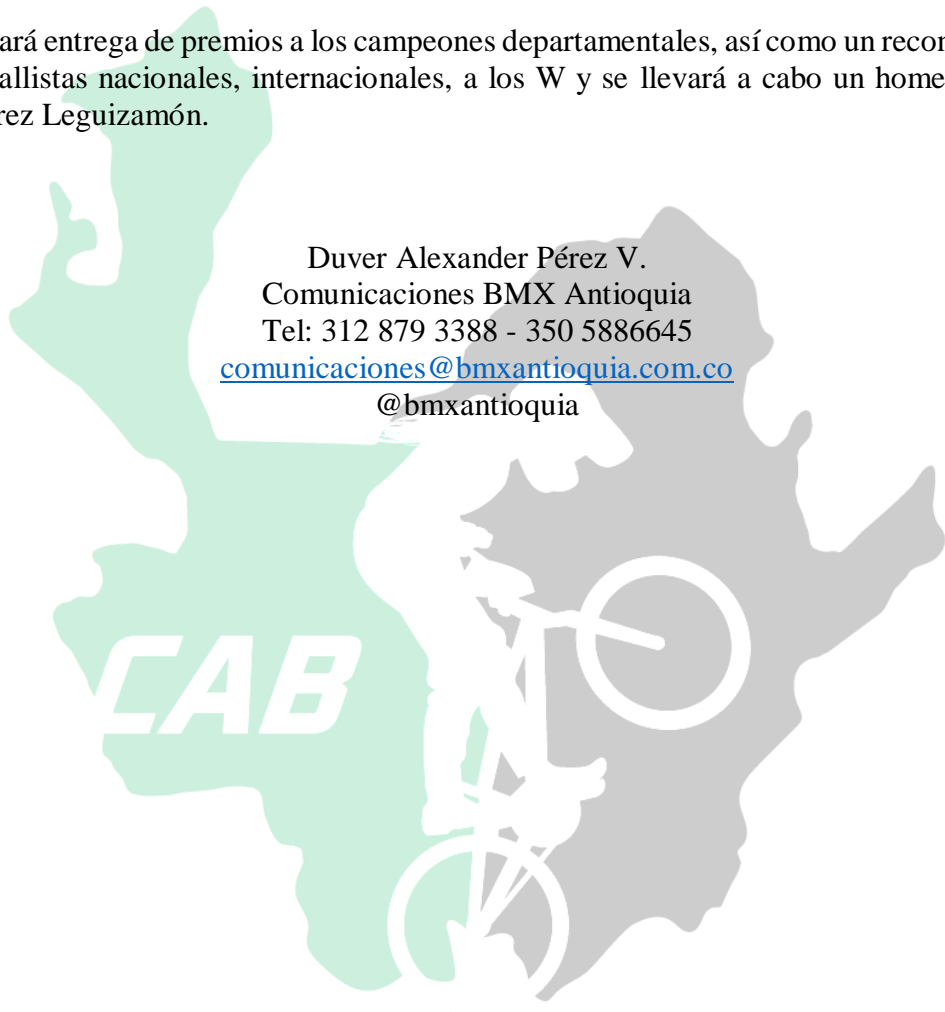 ará entrega de premios a los campeones departamentales, así como un recor
allistas nacionales, internacionales, a los W y se llevará a cabo un home
rez Leguizamón.
Duver Alexander Pérez V.
Comunicaciones BMX Antioquia
Tel: 312 879 3388 - 350 5886645
comunicaciones@bmxantioquia.com.co
@bmxantioquia
CAB